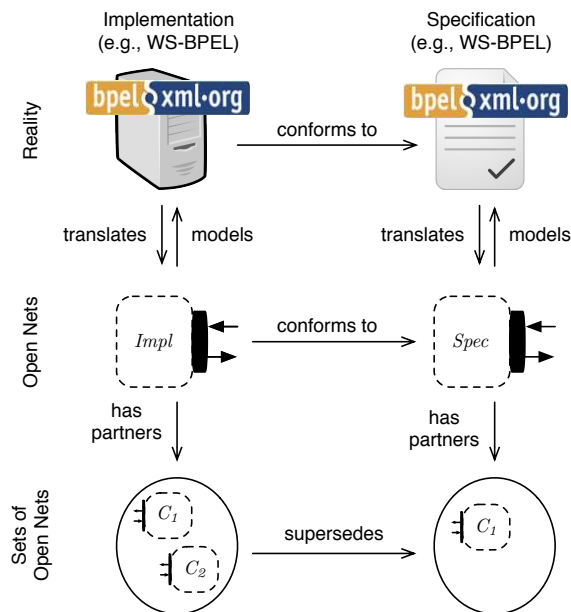 Implementation
(e.g., WS-BPEL)
Specification
(e.g., WS-BPEL)
Reality
bpel xml·org
conforms to
bpel xml·org
translates
models
translates
models
Open Nets
Impl
conforms to
Spec
has
partners
has
partners
Sets of
Open Nets
C1
C2
supersedes
C1